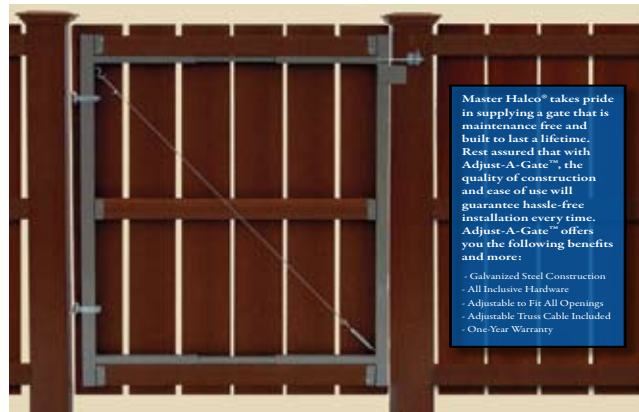 Master Halco® takes pride
in supplying a gate that is
maintenance free and
built to last a lifetime.
Rest assured that with
Adjust-A-Gate™, the
quality of construction
and ease of use will
guarantee hassle-free
installation every time.
Adjust-A-Gate™ offers
you the following benefits
and more:
- Galvanized Steel Construction
- All Inclusive Hardware
- Adjustable to Fit All Openings
- Adjustable Truss Cable Included
- One-Year Warranty